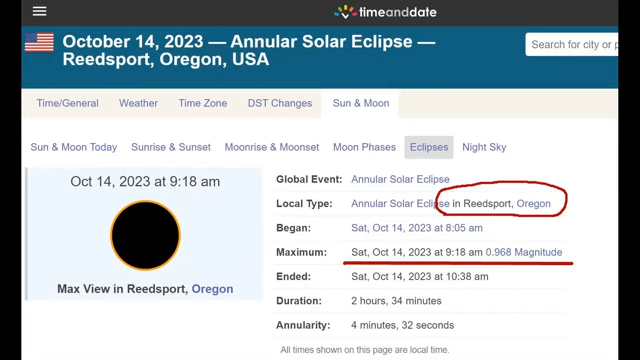 timeanddate
October 14, 2023 — Annular Solar Eclipse —
Reedsport, Oregon, USA
Search for city or p
Time/General Weather Time Zone DST Changes Sun & Moon
Sun & Moon Today Sunrise & Sunset Moonrise & Moonset Moon Phases Eclipses Night Sky
Oct 14, 2023 at 9:18 am
Max View in Reedsport, Oregon
Global Event: Annular Solar Eclipse
Local Type: Annular Solar Eclipse in Reedsport, Oregon
Began: Sat, Oct 14, 2023 at 8:05 am
Maximum: Sat, Oct 14, 2023 at 9:18 am 0.968 Magnitude
Ended: Sat, Oct 14, 2023 at 10:38 am
Duration: 2 hours, 34 minutes
Annularity: 4 minutes, 32 seconds
All times shown on this page are local time.